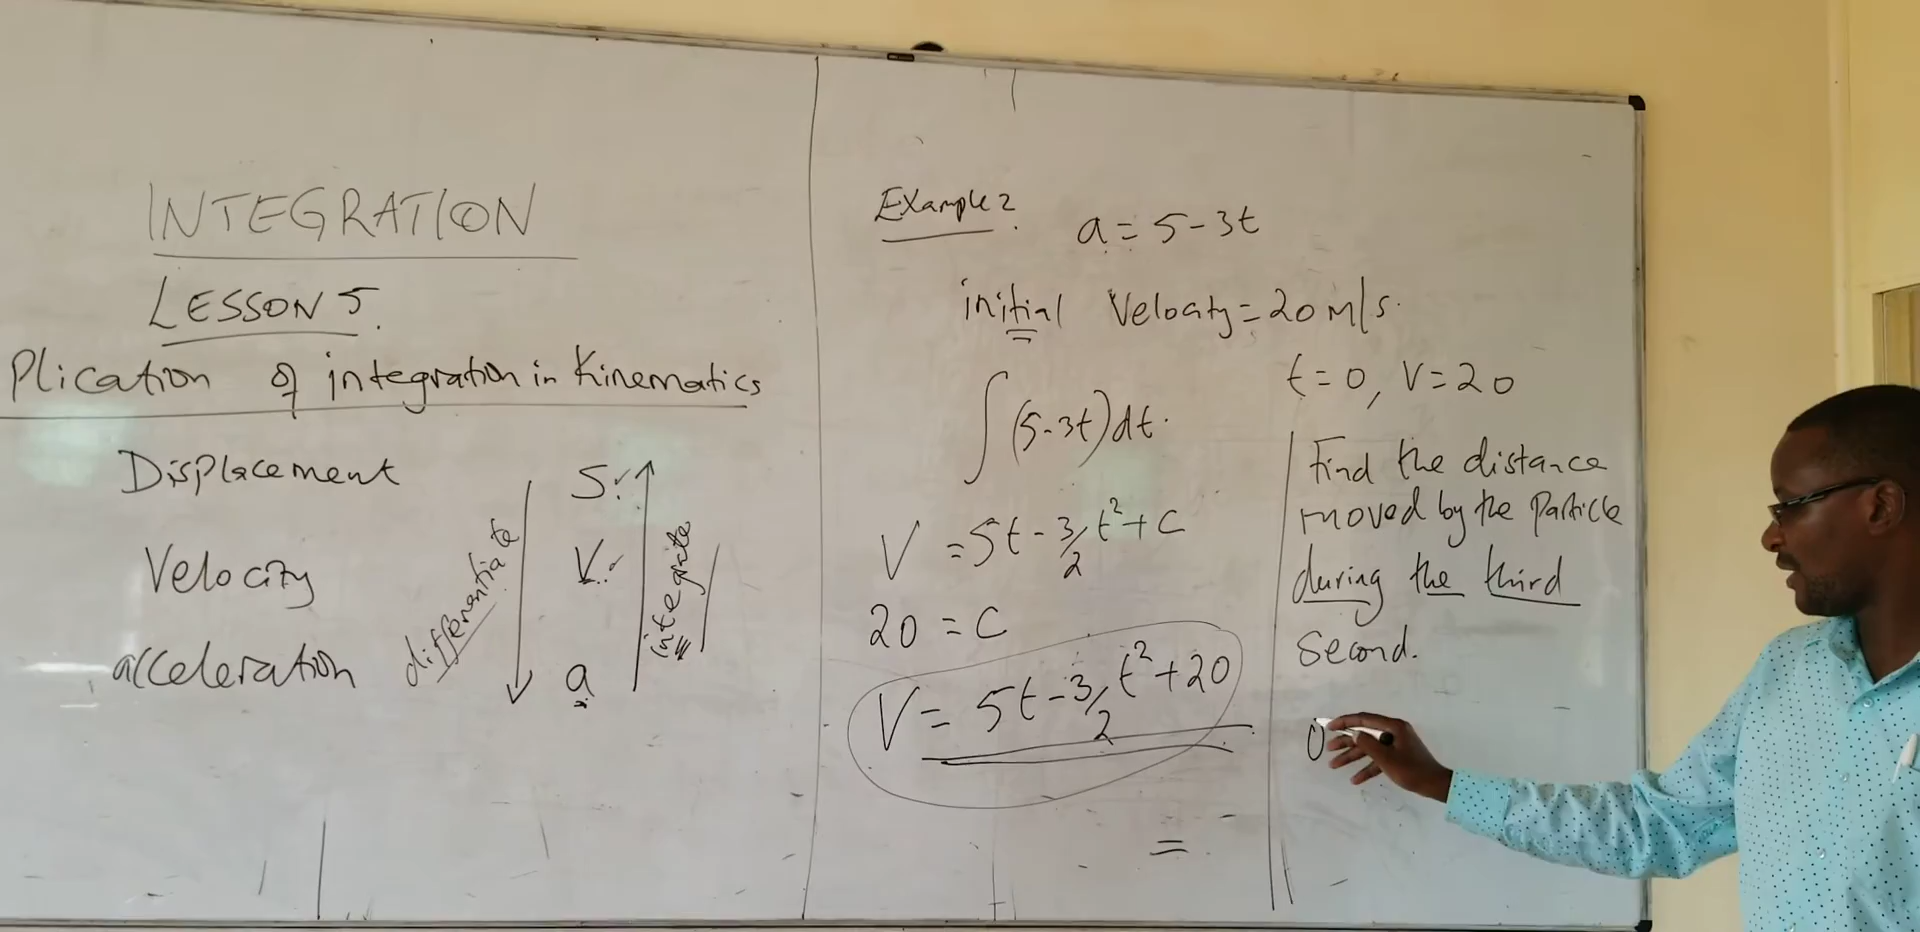 INTEGRATION
LESSON 5.
Plication of integration in Kinematics
Displacement
Velocity
acceleration
differentiate
S
V
a
integrate
Example 2.
a = 5 - 3t
initial Velocity = 20 m/s.
t = 0, V = 20
∫(5-3t)dt.
V = 5t - 3/2 t² + C
20 = C
V = 5t - 3/2 t² + 20
=
Find the distance
moved by the Particle
during the third
Second.
0